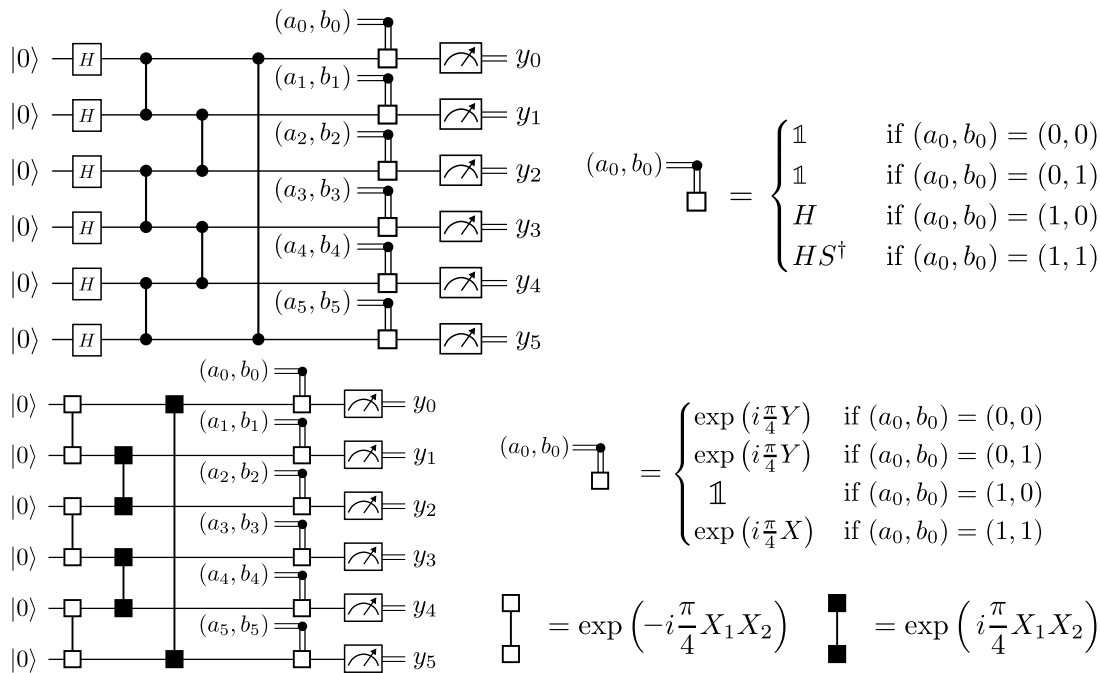 (a₀, b₀)
|0⟩ H y₀
(a₁, b₁)
|0⟩ H y₁
(a₂, b₂)
|0⟩ H y₂
(a₃, b₃)
|0⟩ H y₃
(a₄, b₄)
|0⟩ H y₄
(a₅, b₅)
|0⟩ H y₅
(a₀, b₀) =
𝟙 if (a₀, b₀) = (0, 0)
𝟙 if (a₀, b₀) = (0, 1)
H if (a₀, b₀) = (1, 0)
HS† if (a₀, b₀) = (1, 1)
(a₀, b₀)
|0⟩ y₀
(a₁, b₁)
|0⟩ y₁
(a₂, b₂)
|0⟩ y₂
(a₃, b₃)
|0⟩ y₃
(a₄, b₄)
|0⟩ y₄
(a₅, b₅)
|0⟩ y₅
(a₀, b₀) =
exp (i π/4 Y) if (a₀, b₀) = (0, 0)
exp (i π/4 Y) if (a₀, b₀) = (0, 1)
𝟙 if (a₀, b₀) = (1, 0)
exp (i π/4 X) if (a₀, b₀) = (1, 1)
= exp (−i π/4 X₁X₂)
= exp (i π/4 X₁X₂)